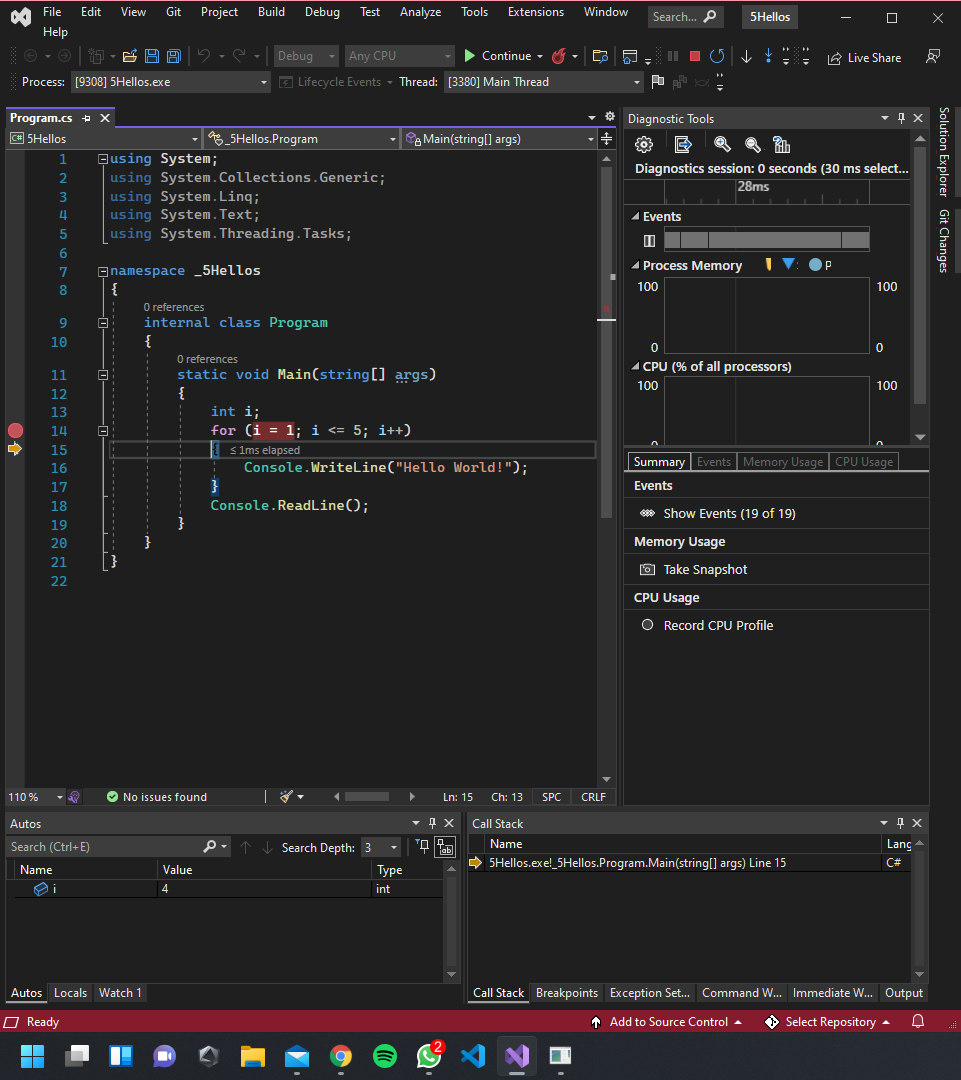 File Edit View Git Project Build Debug Test Analyze Tools Extensions Window Search... 5Hellos
Help
Debug Any CPU Continue Live Share
Process: [9308] 5Hellos.exe Lifecycle Events Thread: [3380] Main Thread
Program.cs
C# 5Hellos _5Hellos.Program Main(string[] args)
1 using System;
2 using System.Collections.Generic;
3 using System.Linq;
4 using System.Text;
5 using System.Threading.Tasks;
6
7 namespace _5Hellos
8 {
0 references
9 internal class Program
10 {
0 references
11 static void Main(string[] args)
12 {
13 int i;
14 for (i = 1; i <= 5; i++)
15 { ≤ 1ms elapsed
16 Console.WriteLine("Hello World!");
17 }
18 Console.ReadLine();
19 }
20 }
21 }
22
110 % No issues found Ln: 15 Ch: 13 SPC CRLF
Diagnostic Tools
Diagnostics session: 0 seconds (30 ms select...
28ms
Events
Process Memory P
100 100
0 0
CPU (% of all processors)
100 100
0 0
Summary Events Memory Usage CPU Usage
Events
Show Events (19 of 19)
Memory Usage
Take Snapshot
CPU Usage
Record CPU Profile
Solution Explorer
Git Changes
Autos
Search (Ctrl+E) Search Depth: 3
Name Value Type
i 4 int
Autos Locals Watch 1
Call Stack
Name Lang
5Hellos.exe!_5Hellos.Program.Main(string[] args) Line 15 C#
Call Stack Breakpoints Exception Set... Command W... Immediate W... Output
Ready Add to Source Control Select Repository
2